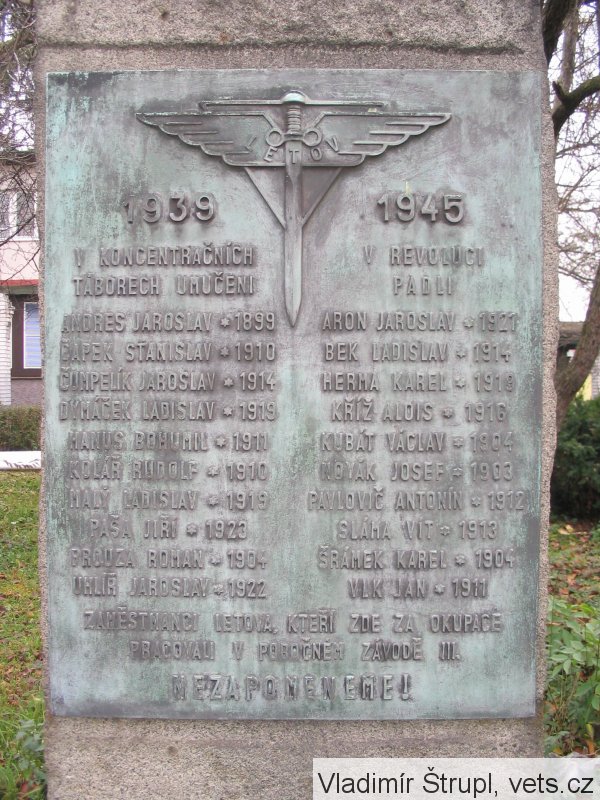 LETOV
1939
V KONCENTRAČNÍCH
TÁBORECH UMUČENI
ANDRES JAROSLAV * 1899
ČAPEK STANISLAV * 1910
ČUMPELÍK JAROSLAV * 1914
DYMÁČEK LADISLAV * 1919
HANUŠ BOHUMIL * 1911
KOLÁŘ RUDOLF * 1910
MALÝ LADISLAV * 1919
PAŠA JIŘÍ * 1923
PROUZA ROMAN * 1904
UHLÍŘ JAROSLAV * 1922
1945
V REVOLUCI
PADLI
ARON JAROSLAV * 1921
BEK LADISLAV * 1914
HERMA KAREL * 1919
KŘÍŽ ALOIS * 1916
KUBÁT VÁCLAV * 1904
NOVÁK JOSEF * 1903
PAVLOVIČ ANTONÍN * 1912
SLÁMA VÍT * 1913
ŠRÁMEK KAREL * 1904
VLK JAN * 1911
ZAMĚSTNANCI LETOVA, KTEŘÍ ZDE ZA OKUPACE
PRACOVALI V POBOČNÉM ZÁVODĚ III.
NEZAPOMENEME!
Vladimír Štrupl, vets.cz